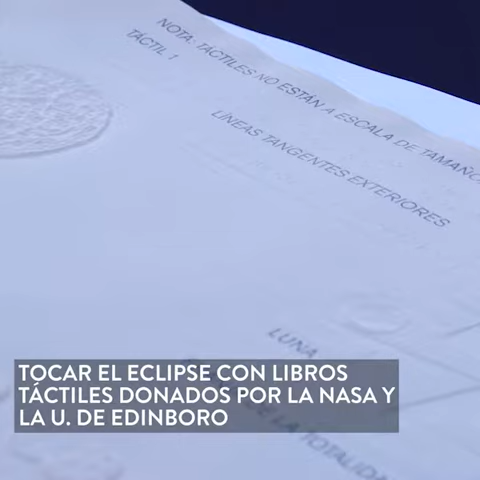 NOTA: TÁCTILES NO ESTÁN A ESCALA DE TAMAÑO
TÁCTIL 1
LÍNEAS TANGENTES EXTERIORES
LUNA
TOTALIDAD
TOCAR EL ECLIPSE CON LIBROS
TÁCTILES DONADOS POR LA NASA Y
LA U. DE EDINBORO